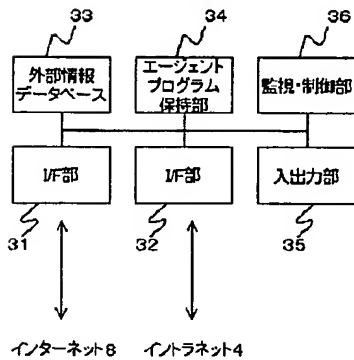 33 34 36
外部情報
データベース
エージェント
プログラム
保持部
監視・制御部
I/F部 I/F部 入出力部
31 32 35
インターネット8 イントラネット4